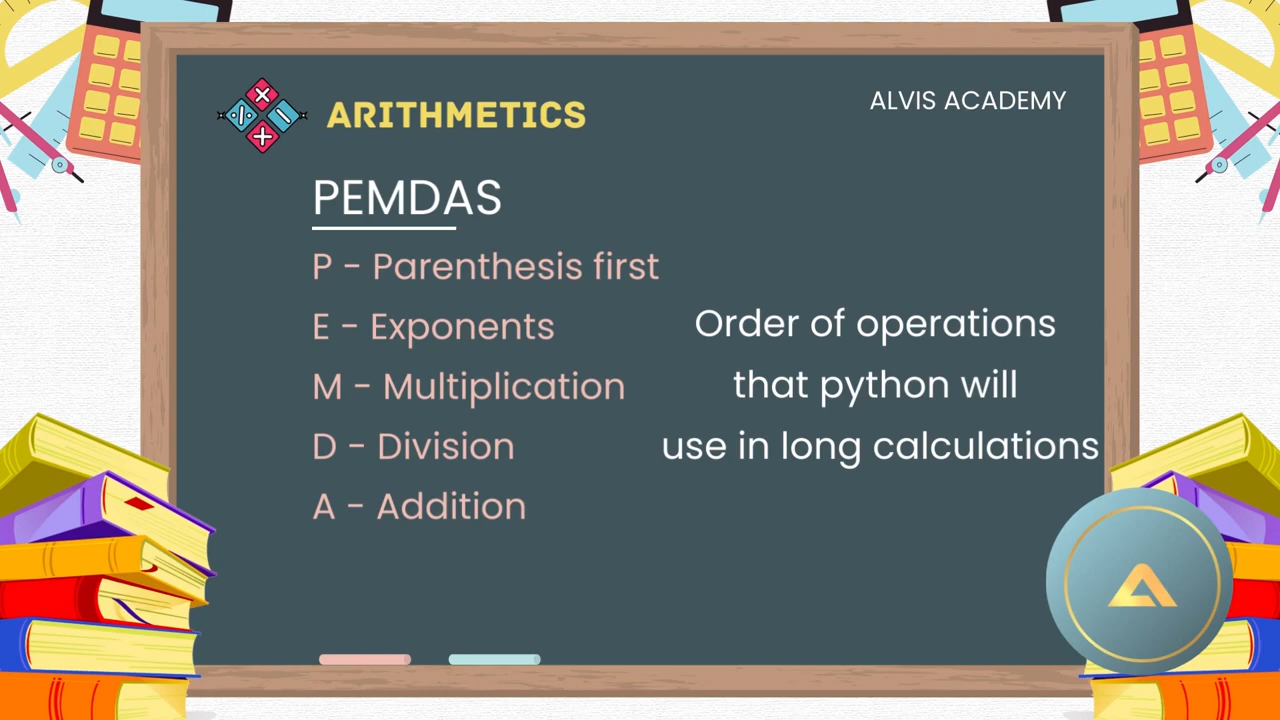 ARITHMETICS
ALVIS ACADEMY
PEMDAS
P - Parenthesis first
E - Exponents
M - Multiplication
D - Division
A - Addition
Order of operations
that python will
use in long calculations